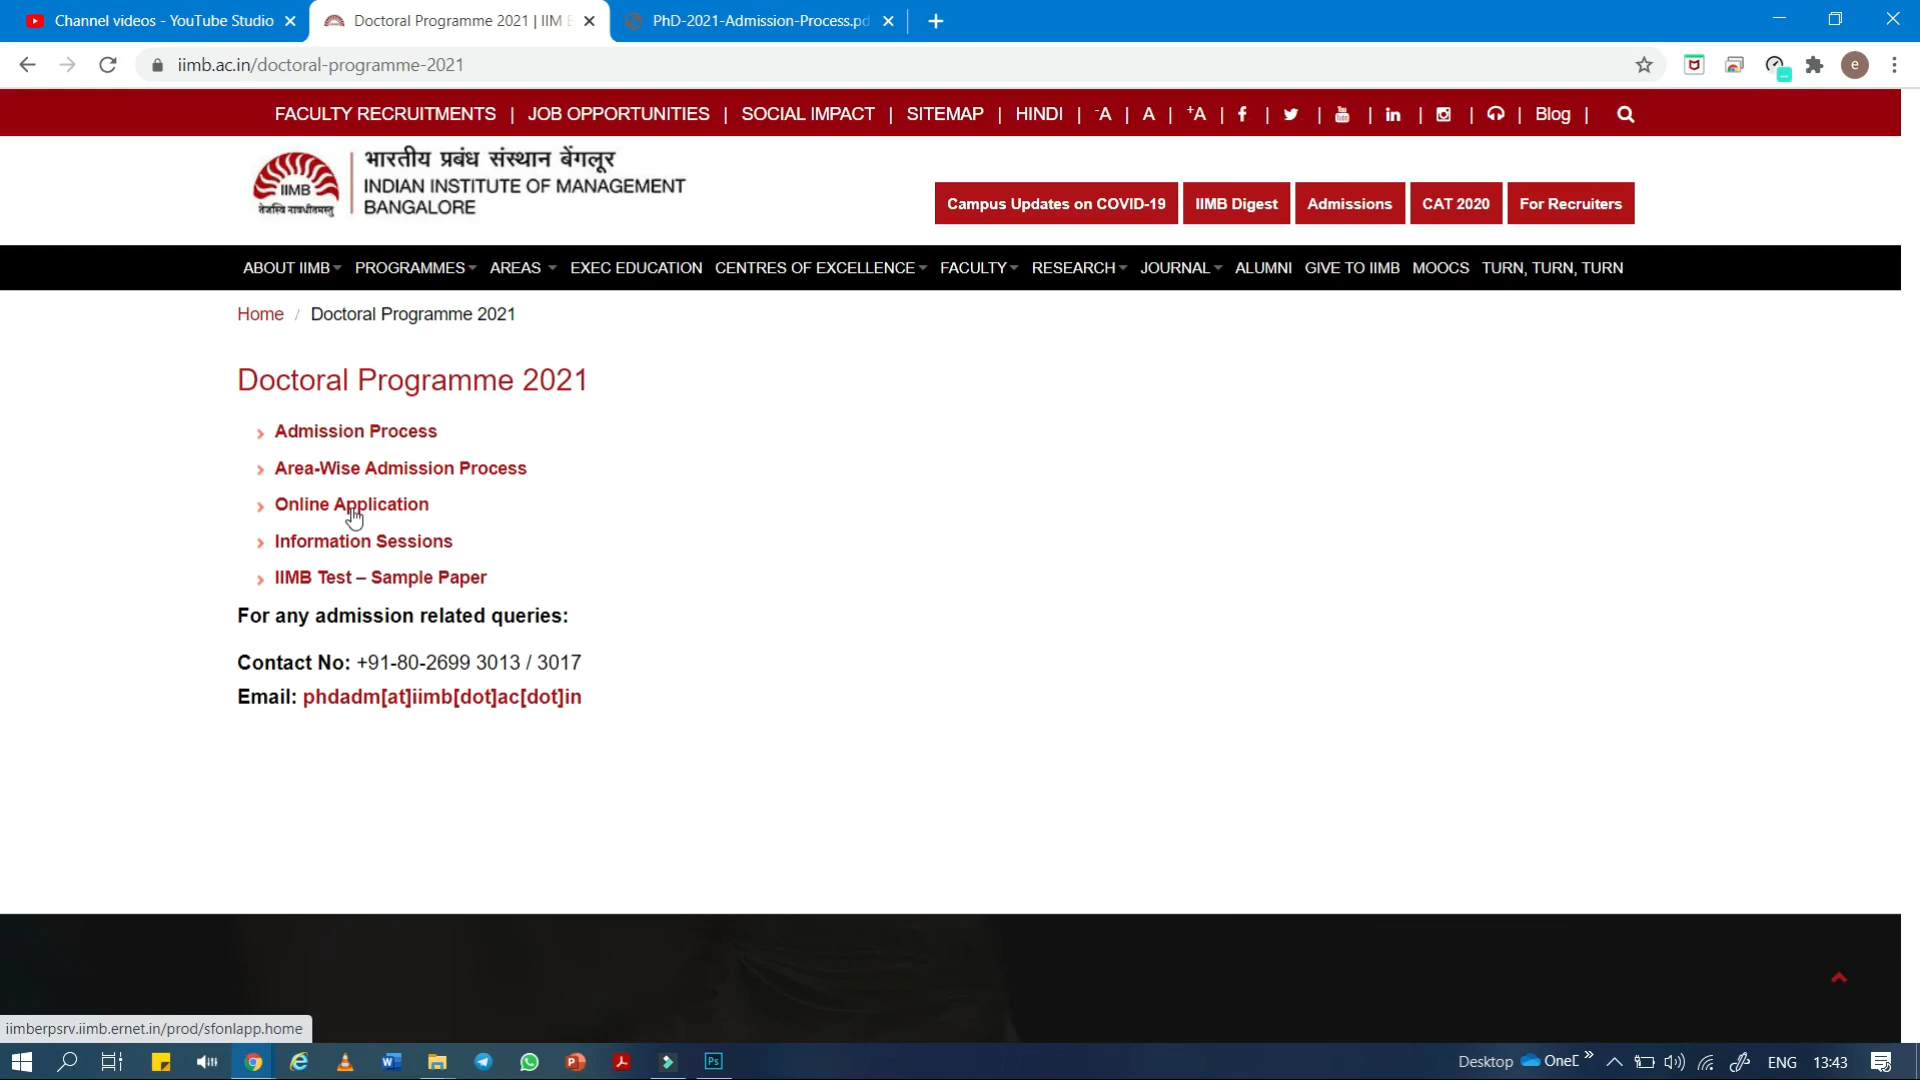 Channel videos - YouTube Studio
Doctoral Programme 2021 | IIM
PhD-2021-Admission-Process.pd
iimb.ac.in/doctoral-programme-2021
e
FACULTY RECRUITMENTS | JOB OPPORTUNITIES | SOCIAL IMPACT | SITEMAP | HINDI | -A | A | +A | | | | | | | Blog |
भारतीय प्रबंध संस्थान बेंगलूर
INDIAN INSTITUTE OF MANAGEMENT
BANGALORE
IIMB
तेजस्वि नावधीतमस्तु
Campus Updates on COVID-19 IIMB Digest Admissions CAT 2020 For Recruiters
ABOUT IIMB PROGRAMMES AREAS EXEC EDUCATION CENTRES OF EXCELLENCE FACULTY RESEARCH JOURNAL ALUMNI GIVE TO IIMB MOOCS TURN, TURN, TURN
Home / Doctoral Programme 2021
Doctoral Programme 2021
Admission Process
Area-Wise Admission Process
Online Application
Information Sessions
IIMB Test – Sample Paper
For any admission related queries:
Contact No: +91-80-2699 3013 / 3017
Email: phdadm[at]iimb[dot]ac[dot]in
iimberpsrv.iimb.ernet.in/prod/sfonlapp.home
Desktop OneD » ENG 13:43